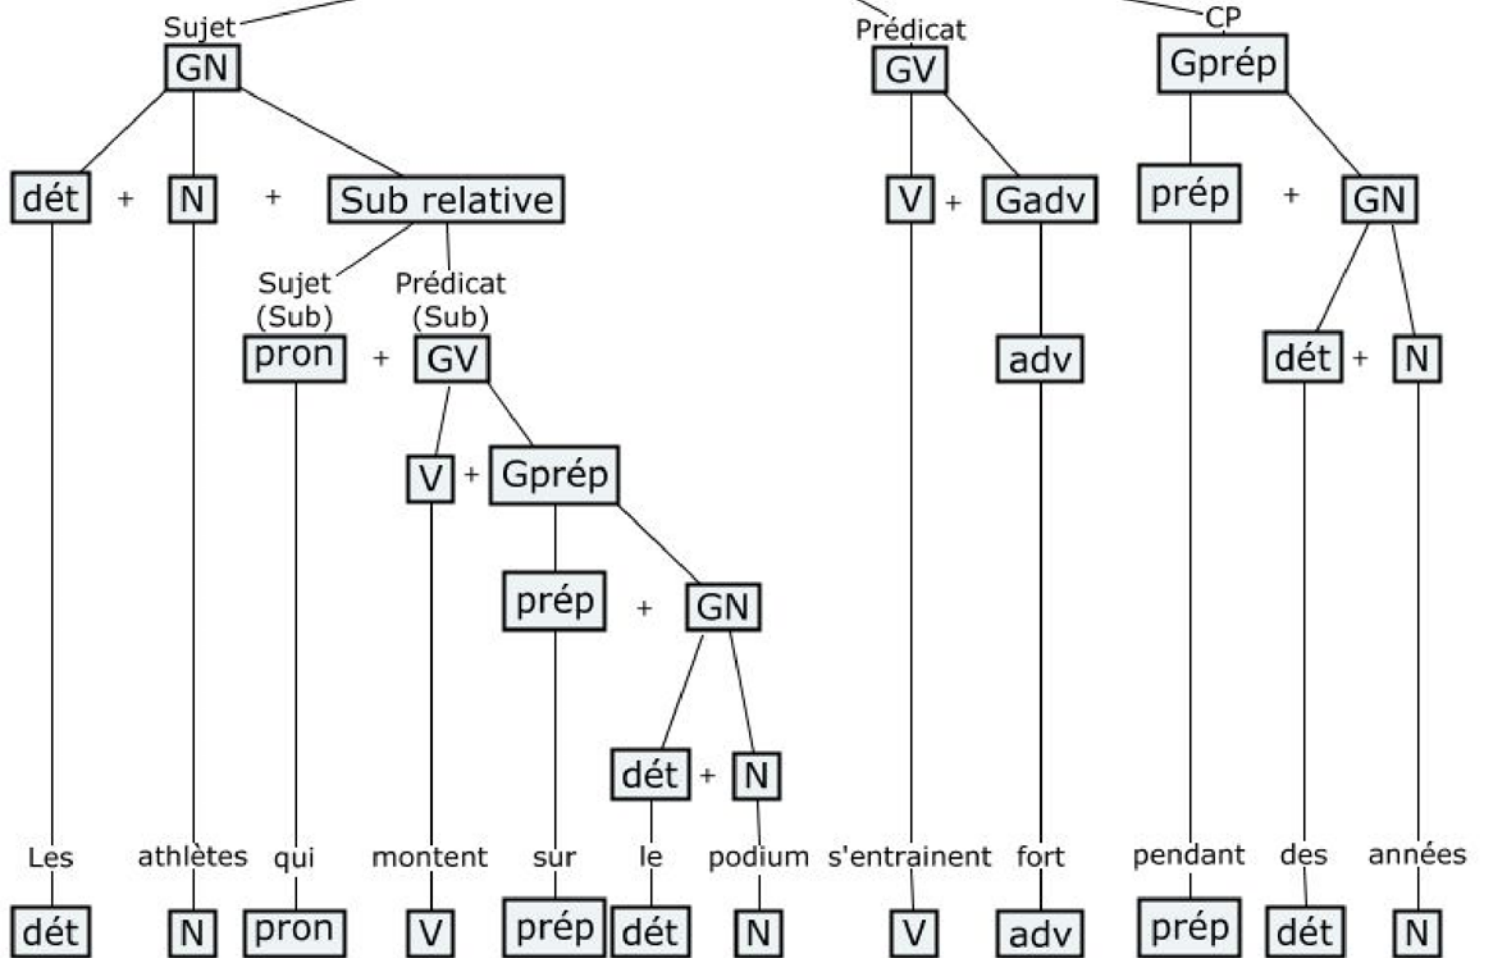 Sujet Prédicat CP
GN GV Gprép
dét + N + Sub relative V + Gadv prép + GN
Sujet Prédicat
(Sub) (Sub)
pron + GV adv dét + N
V + Gprép
prép + GN
dét + N
Les athlètes qui montent sur le podium s'entrainent fort pendant des années
dét N pron V prép dét N V adv prép dét N